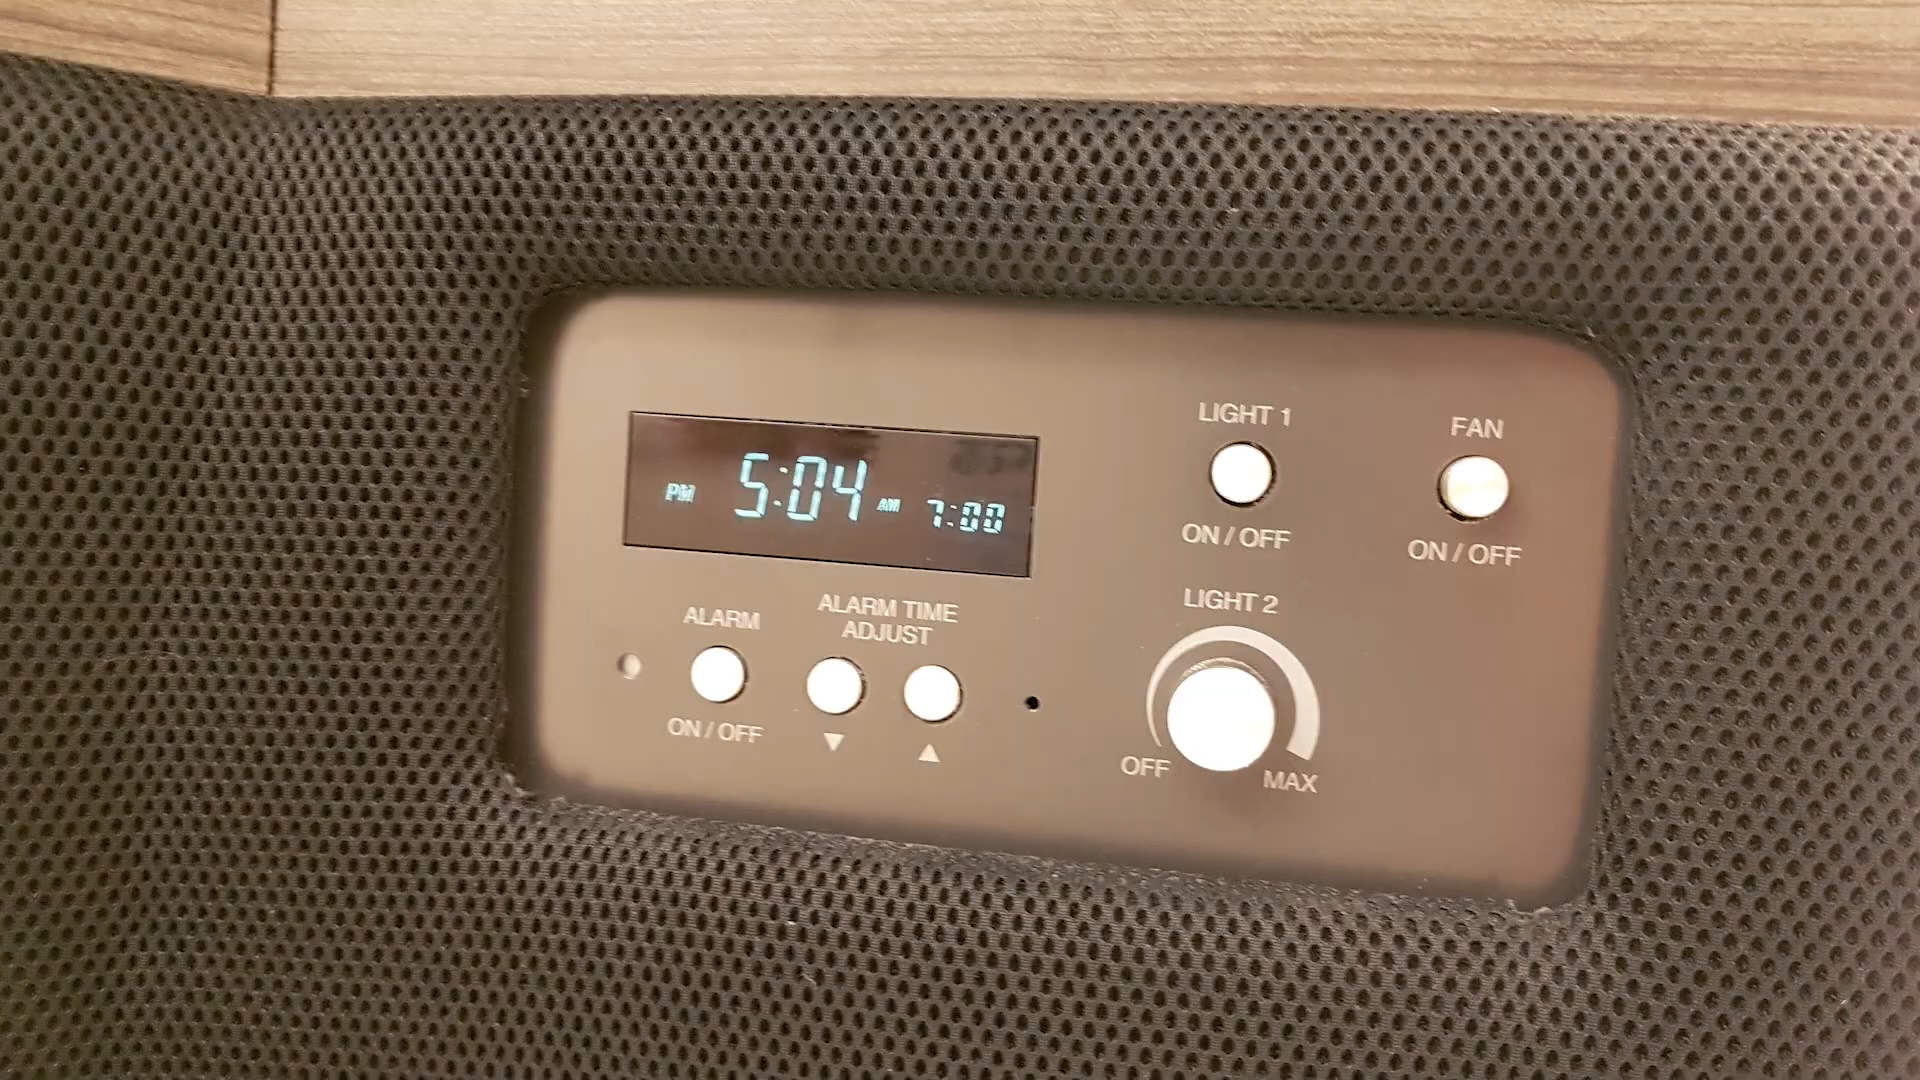 PM 5:04 AM 7:00
LIGHT 1
ON / OFF
FAN
ON / OFF
ALARM
ON / OFF
ALARM TIME
ADJUST
▼ ▲
LIGHT 2
OFF MAX